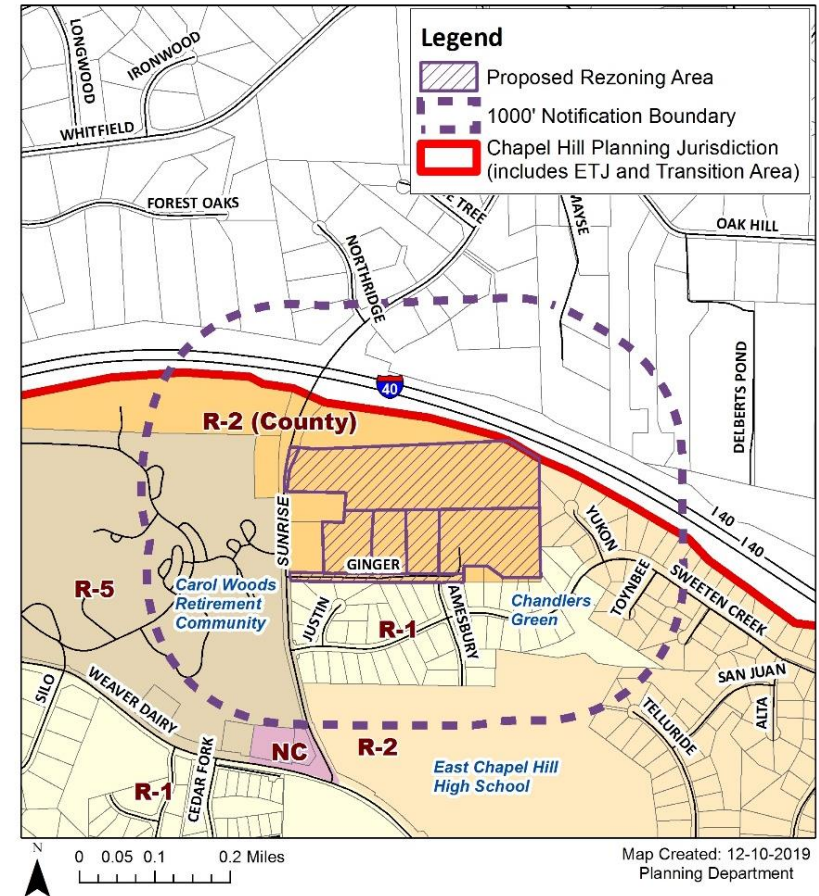 Legend
Proposed Rezoning Area
1000' Notification Boundary
Chapel Hill Planning Jurisdiction
(includes ETJ and Transition Area)
LONGWOOD
IRONWOOD
WHITFIELD
FOREST OAKS
TREE
MAYSE
OAK HILL
NORTHRIDGE
DELBERTS POND
40
R-2 (County)
I 40
I 40
SUNRISE
YUKON
GINGER
TOYNBEE
SWEETEN CREEK
R-5
Carol Woods
Retirement
Community
JUSTIN
R-1
AMESBURY
Chandlers
Green
SILO
WEAVER DAIRY
SAN JUAN
ALTA
TELLURIDE
NC
R-2
R-1
CEDAR FORK
East Chapel Hill
High School
N
0 0.05 0.1 0.2 Miles
Map Created: 12-10-2019
Planning Department